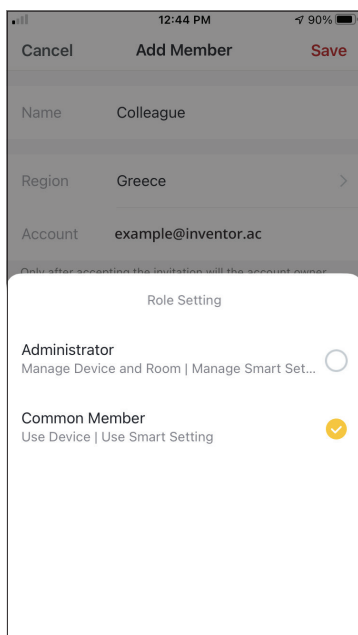 12:44 PM 90%
Cancel Add Member Save
Name Colleague
Region Greece
Account example@inventor.ac
Only after accepting the invitation will the account owner
Role Setting
Administrator
Manage Device and Room | Manage Smart Set...
Common Member
Use Device | Use Smart Setting